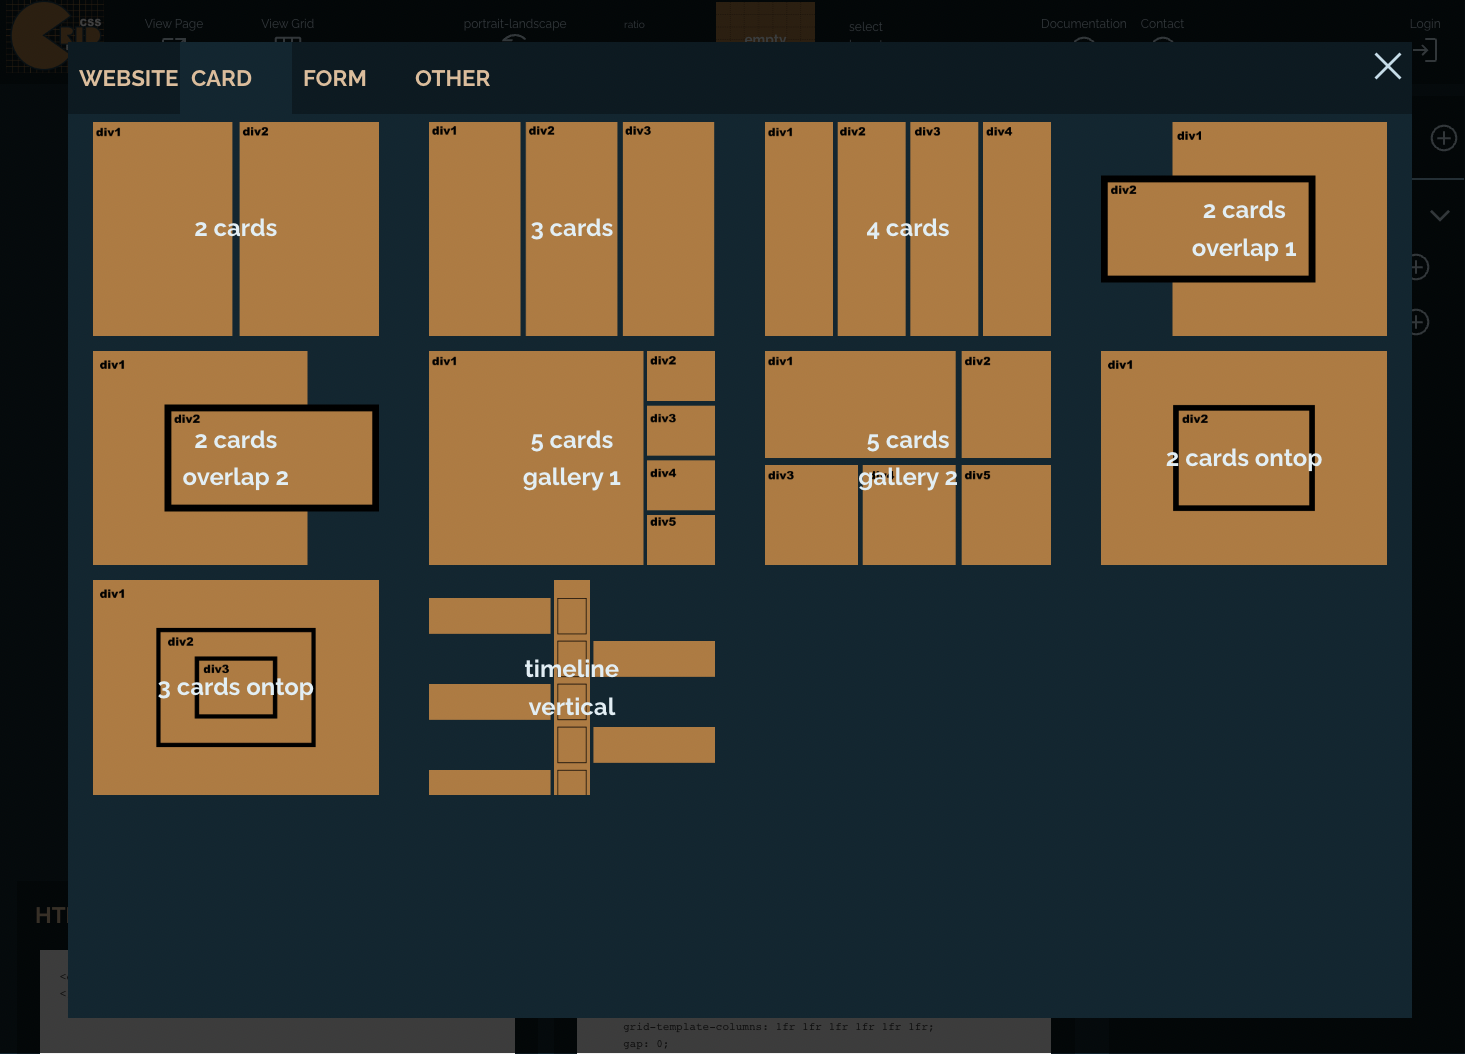 css
GRID
View Page
View Grid
portrait-landscape
ratio
empty
select
Documentation
Contact
Login
WEBSITE
CARD
FORM
OTHER
div1
div2
2 cards
div1
div2
div3
3 cards
div1
div2
div3
div4
4 cards
div1
div2
2 cards
overlap 1
div1
div2
2 cards
overlap 2
div1
div2
div3
div4
div5
5 cards
gallery 1
div1
div2
div3
div5
5 cards
gallery 2
div1
div2
2 cards ontop
div1
div2
div3
3 cards ontop
timeline
vertical
grid-template-columns: 1fr 1fr 1fr 1fr 1fr 1fr;
gap: 0;